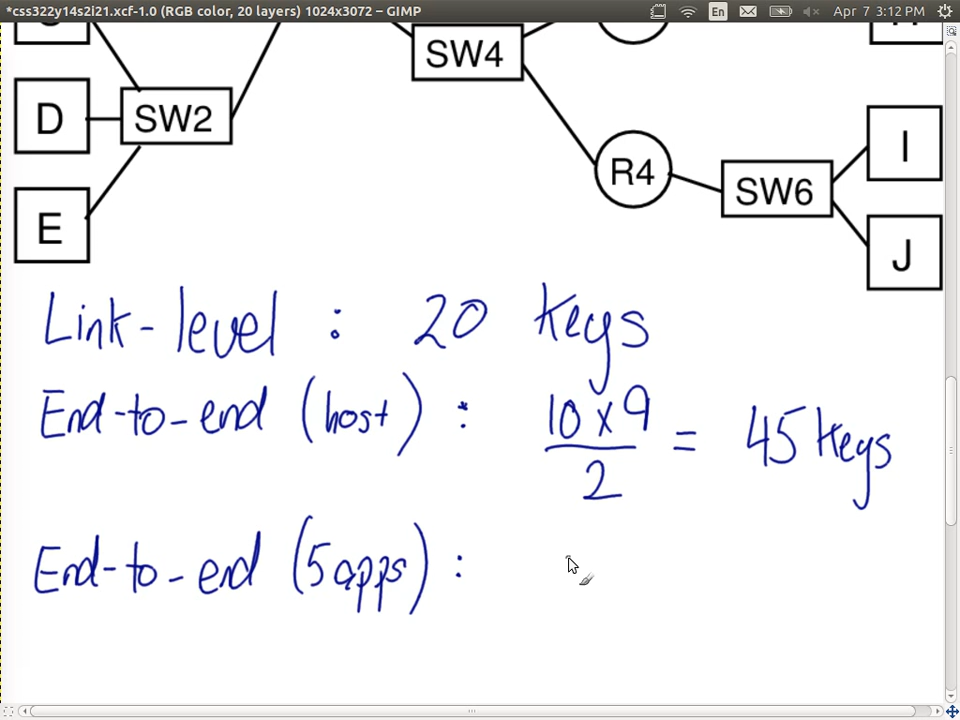 *css322y14s2i21.xcf-1.0 (RGB color, 20 layers) 1024x3072 – GIMP
En
Apr 7 3:12 PM
SW4
D
SW2
I
R4
SW6
E
J
Link-level : 20 Keys
End-to-end (host) : 10 x 9 / 2 = 45 Keys
End-to-end (5 apps) :